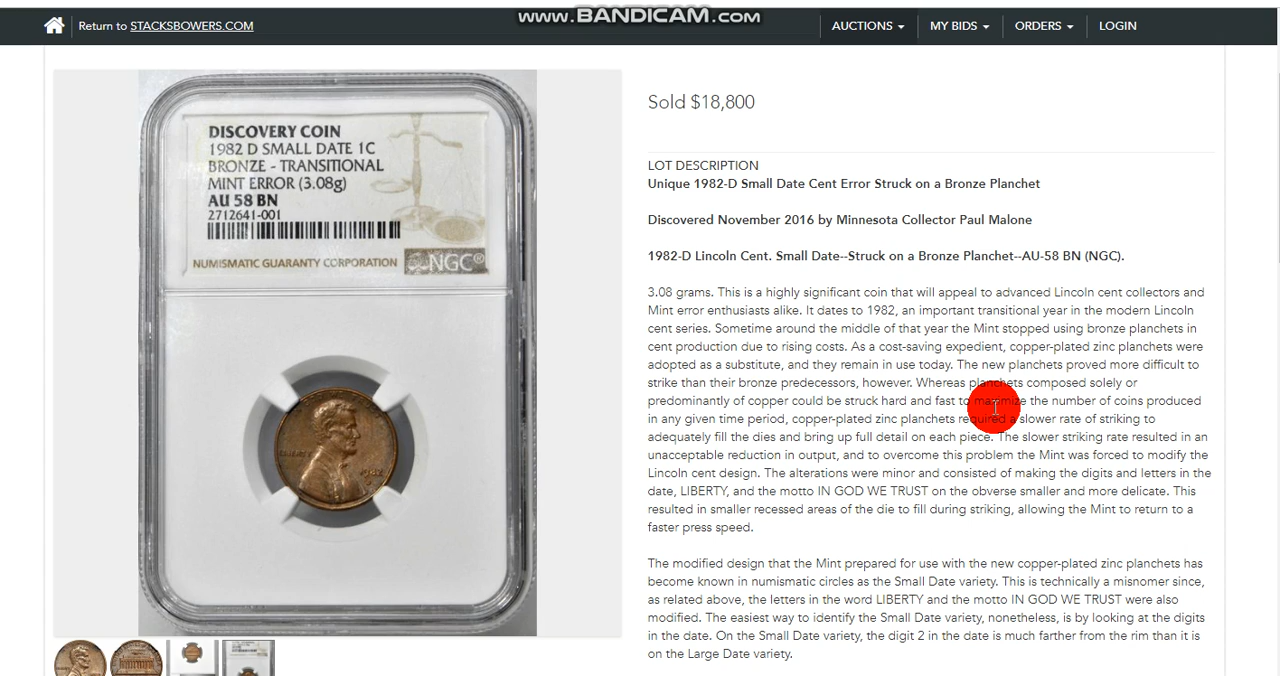 www.BANDICAM.com
Return to STACKSBOWERS.COM
AUCTIONS
MY BIDS
ORDERS
LOGIN
DISCOVERY COIN
1982 D SMALL DATE 1C
BRONZE - TRANSITIONAL
MINT ERROR (3.08g)
AU 58 BN
2712641-001
NUMISMATIC GUARANTY CORPORATION
NGC®
1982
Sold $18,800
LOT DESCRIPTION
Unique 1982-D Small Date Cent Error Struck on a Bronze Planchet
Discovered November 2016 by Minnesota Collector Paul Malone
1982-D Lincoln Cent. Small Date--Struck on a Bronze Planchet--AU-58 BN (NGC).
3.08 grams. This is a highly significant coin that will appeal to advanced Lincoln cent collectors and
Mint error enthusiasts alike. It dates to 1982, an important transitional year in the modern Lincoln
cent series. Sometime around the middle of that year the Mint stopped using bronze planchets in
cent production due to rising costs. As a cost-saving expedient, copper-plated zinc planchets were
adopted as a substitute, and they remain in use today. The new planchets proved more difficult to
strike than their bronze predecessors, however. Whereas planchets composed solely or
predominantly of copper could be struck hard and fast to maximize the number of coins produced
in any given time period, copper-plated zinc planchets required a slower rate of striking to
adequately fill the dies and bring up full detail on each piece. The slower striking rate resulted in an
unacceptable reduction in output, and to overcome this problem the Mint was forced to modify the
Lincoln cent design. The alterations were minor and consisted of making the digits and letters in the
date, LIBERTY, and the motto IN GOD WE TRUST on the obverse smaller and more delicate. This
resulted in smaller recessed areas of the die to fill during striking, allowing the Mint to return to a
faster press speed.
The modified design that the Mint prepared for use with the new copper-plated zinc planchets has
become known in numismatic circles as the Small Date variety. This is technically a misnomer since,
as related above, the letters in the word LIBERTY and the motto IN GOD WE TRUST were also
modified. The easiest way to identify the Small Date variety, nonetheless, is by looking at the digits
in the date. On the Small Date variety, the digit 2 in the date is much farther from the rim than it is
on the Large Date variety.